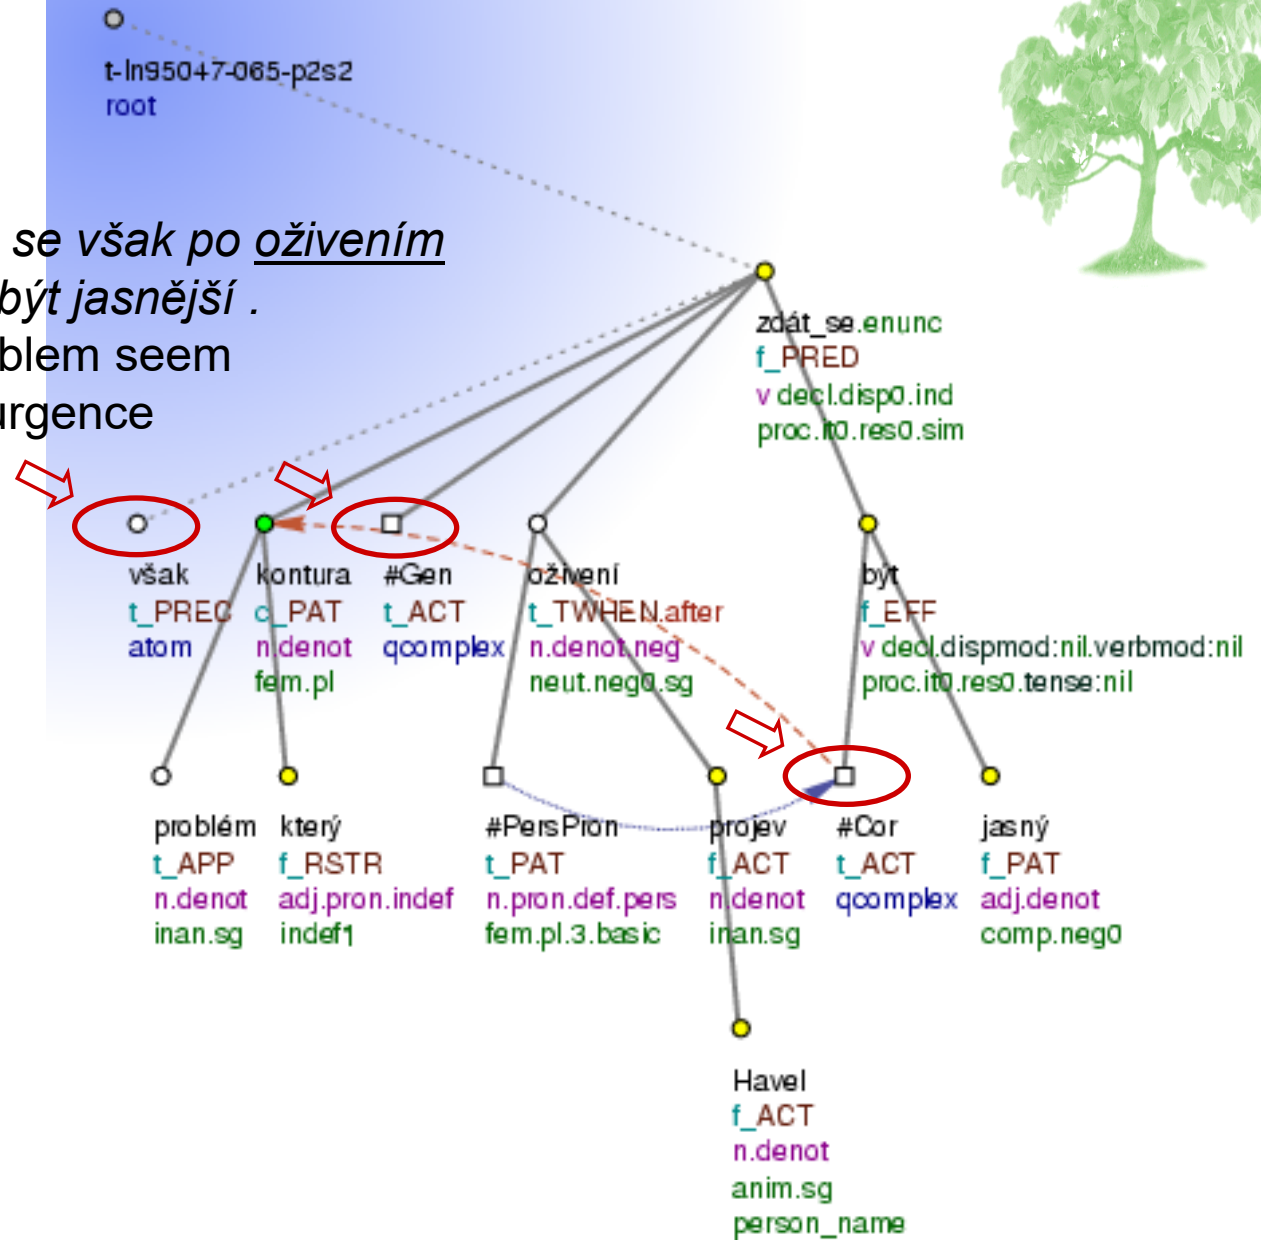 t-ln95047-065-p2s2
root
se však po oživením
být jasnější .
blem seem
urgence
zdát_se.enunc
f_PRED
v decl.disp0.ind
proc.it0.res0.sim
však
t_PREC
atom
kontura
c_PAT
n.denot
fem.pl
#Gen
t_ACT
qcomplex
oživení
t_TWHEN.after
n.denot.neg
neut.neg0.sg
být
f_EFF
v decl.dispmod:nil.verbmod:nil
proc.it0.res0.tense:nil
problém
t_APP
n.denot
inan.sg
který
f_RSTR
adj.pron.indef
indef1
#PersPron
t_PAT
n.pron.def.pers
fem.pl.3.basic
projev
f_ACT
n.denot
inan.sg
#Cor
t_ACT
qcomplex
jasný
f_PAT
adj.denot
comp.neg0
Havel
f_ACT
n.denot
anim.sg
person_name